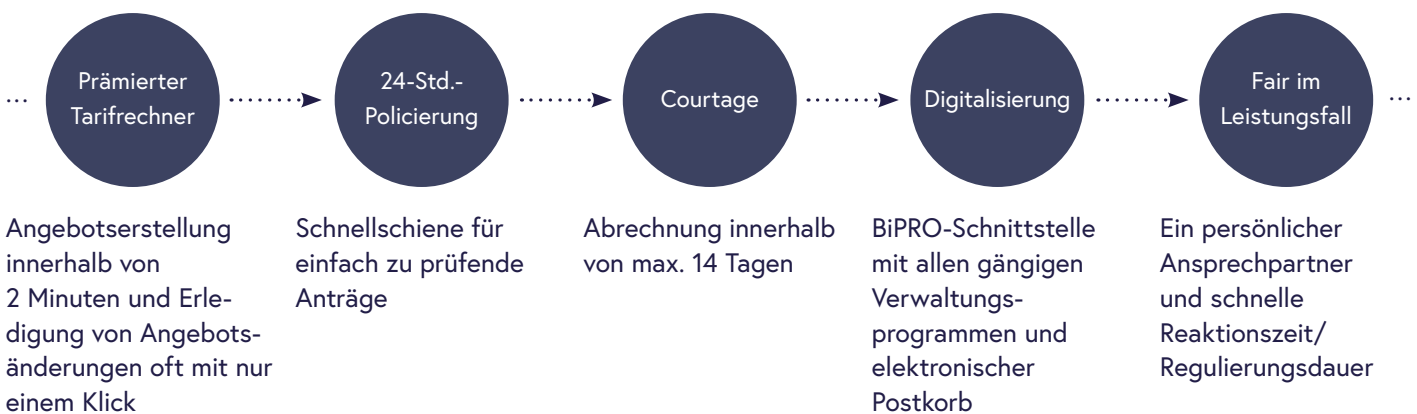 ...
Prämierter
Tarifrechner
24-Std.-
Policierung
Courtage
Digitalisierung
Fair im
Leistungsfall
...
Angebotserstellung
innerhalb von
2 Minuten und Erle-
digung von Angebots-
änderungen oft mit nur
einem Klick
Schnellschiene für
einfach zu prüfende
Anträge
Abrechnung innerhalb
von max. 14 Tagen
BiPRO-Schnittstelle
mit allen gängigen
Verwaltungs-
programmen und
elektronischer
Postkorb
Ein persönlicher
Ansprechpartner
und schnelle
Reaktionszeit/
Regulierungsdauer